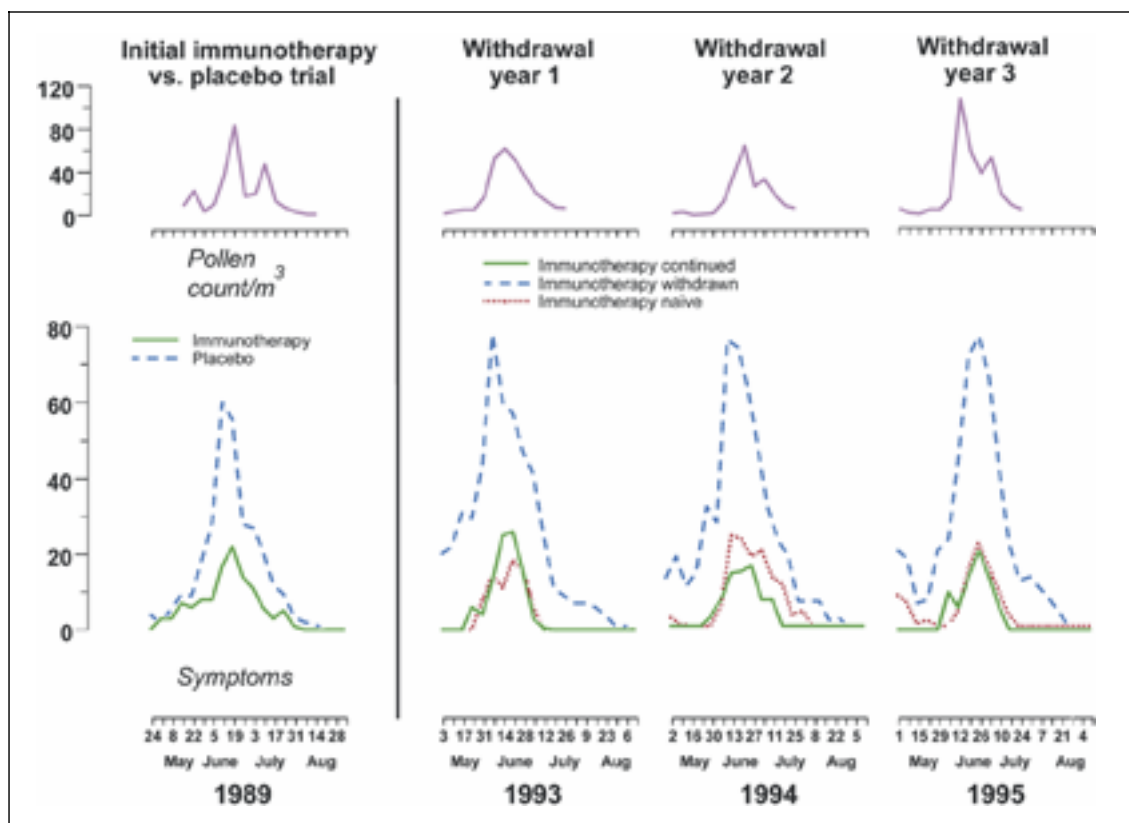 Initial immunotherapy
vs. placebo trial
Withdrawal
year 1
Withdrawal
year 2
Withdrawal
year 3
120
80
40
0
Pollen
count/m³
Immunotherapy continued
Immunotherapy withdrawn
Immunotherapy naïve
80
60
40
20
0
Immunotherapy
Placebo
Symptoms
24 8 22 5 19 3 17 31 14 28
May June July Aug
1989
3 17 31 14 28 12 26 9 23 6
May June July Aug
1993
2 16 30 13 27 11 25 8 22 5
May June July Aug
1994
1 15 29 12 26 10 24 7 21 4
May June July Aug
1995